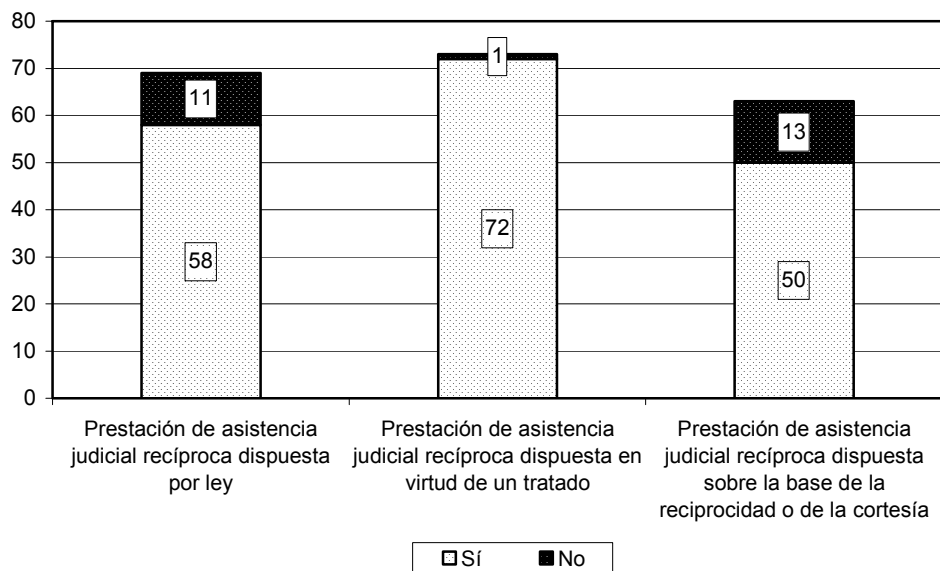 80
70
60
50
40
30
20
10
0
11
58
1
72
13
50
Prestación de asistencia
judicial recíproca dispuesta
por ley
Prestación de asistencia
judicial recíproca dispuesta en
virtud de un tratado
Prestación de asistencia
judicial recíproca dispuesta
sobre la base de la
reciprocidad o de la cortesía
Sí No